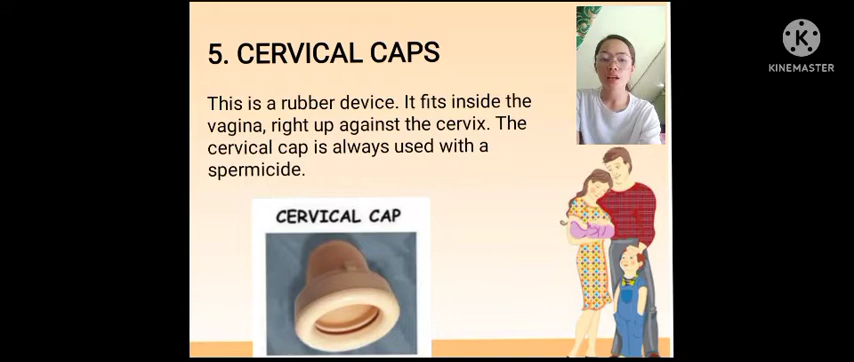 5. CERVICAL CAPS
This is a rubber device. It fits inside the
vagina, right up against the cervix. The
cervical cap is always used with a
spermicide.
CERVICAL CAP
KINEMASTER